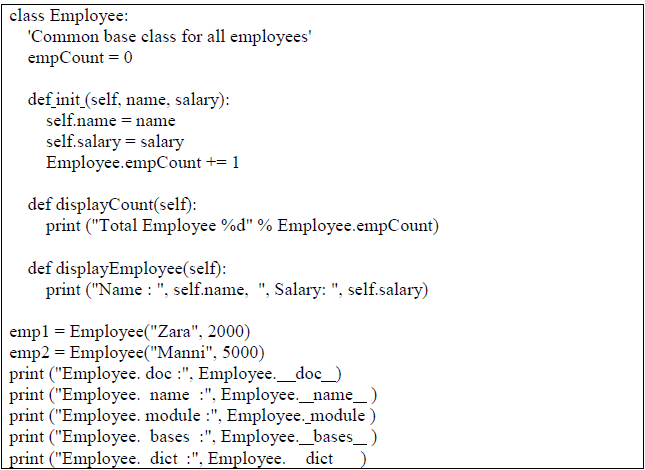 class Employee:
'Common base class for all employees'
empCount = 0
def_init_(self, name, salary):
self.name = name
self.salary = salary
Employee.empCount += 1
def displayCount(self):
print ("Total Employee %d" % Employee.empCount)
def displayEmployee(self):
print ("Name : ", self.name,  ", Salary: ", self.salary)
emp1 = Employee("Zara", 2000)
emp2 = Employee("Manni", 5000)
print ("Employee. doc :", Employee.__doc_)
print ("Employee.  name  :", Employee.__name__ )
print ("Employee. module :", Employee._module )
print ("Employee.  bases  :", Employee.__bases__ )
print ("Employee.  dict  :", Employee.    dict      )